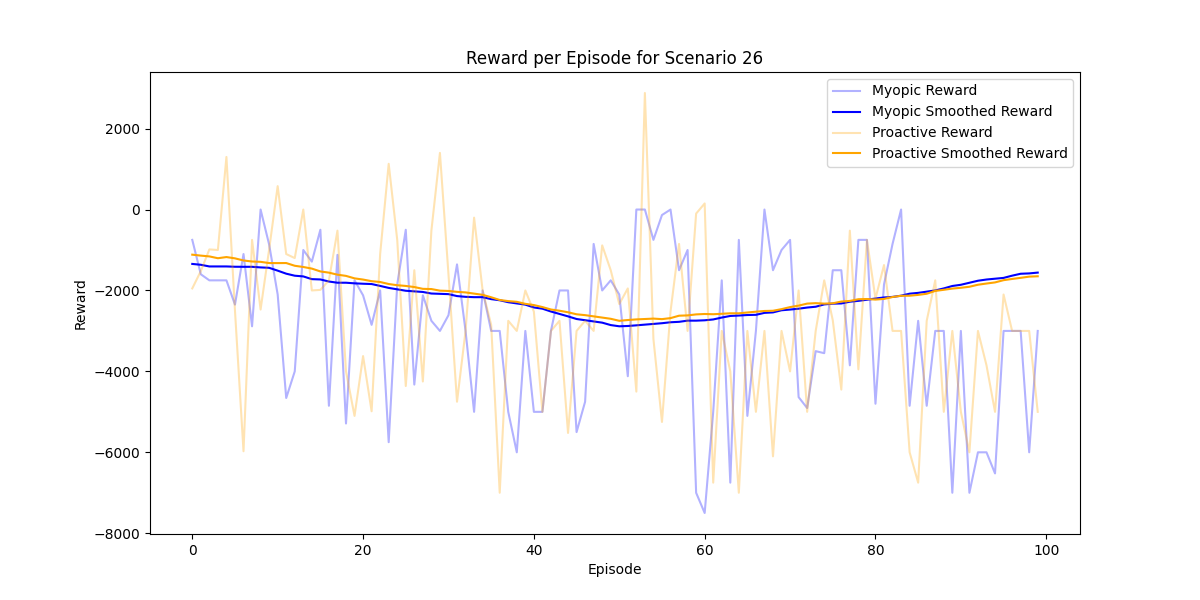 Reward per Episode for Scenario 26
Myopic Reward
Myopic Smoothed Reward
Proactive Reward
Proactive Smoothed Reward
Reward
2000
0
−2000
−4000
−6000
−8000
0 20 40 60 80 100
Episode